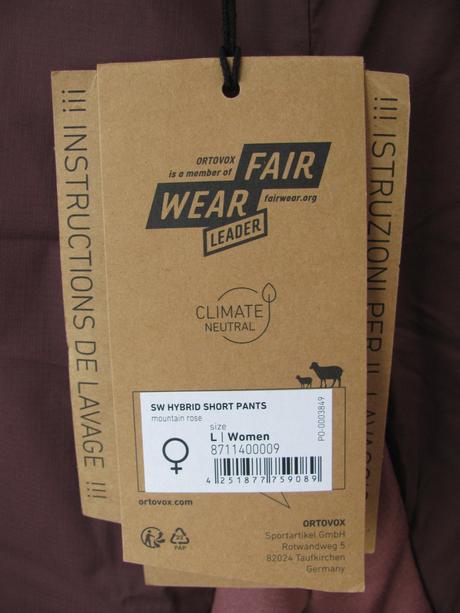 !!! INSTRUCTIONS DE LAVAGE !!!
ORTOVOX
is a member of
FAIR
WEAR
fairwear.org
LEADER
CLIMATE
NEUTRAL
SW HYBRID SHORT PANTS
mountain rose
size
L | Women
8711400009
4 251877 759089
PO-0003849
ortovox.com
PAP
ORTOVOX
Sportartikel GmbH
Rotwandweg 5
82024 Taufkirchen
Germany
!!! ISTRUZIONI PER IL LAVAGGIO